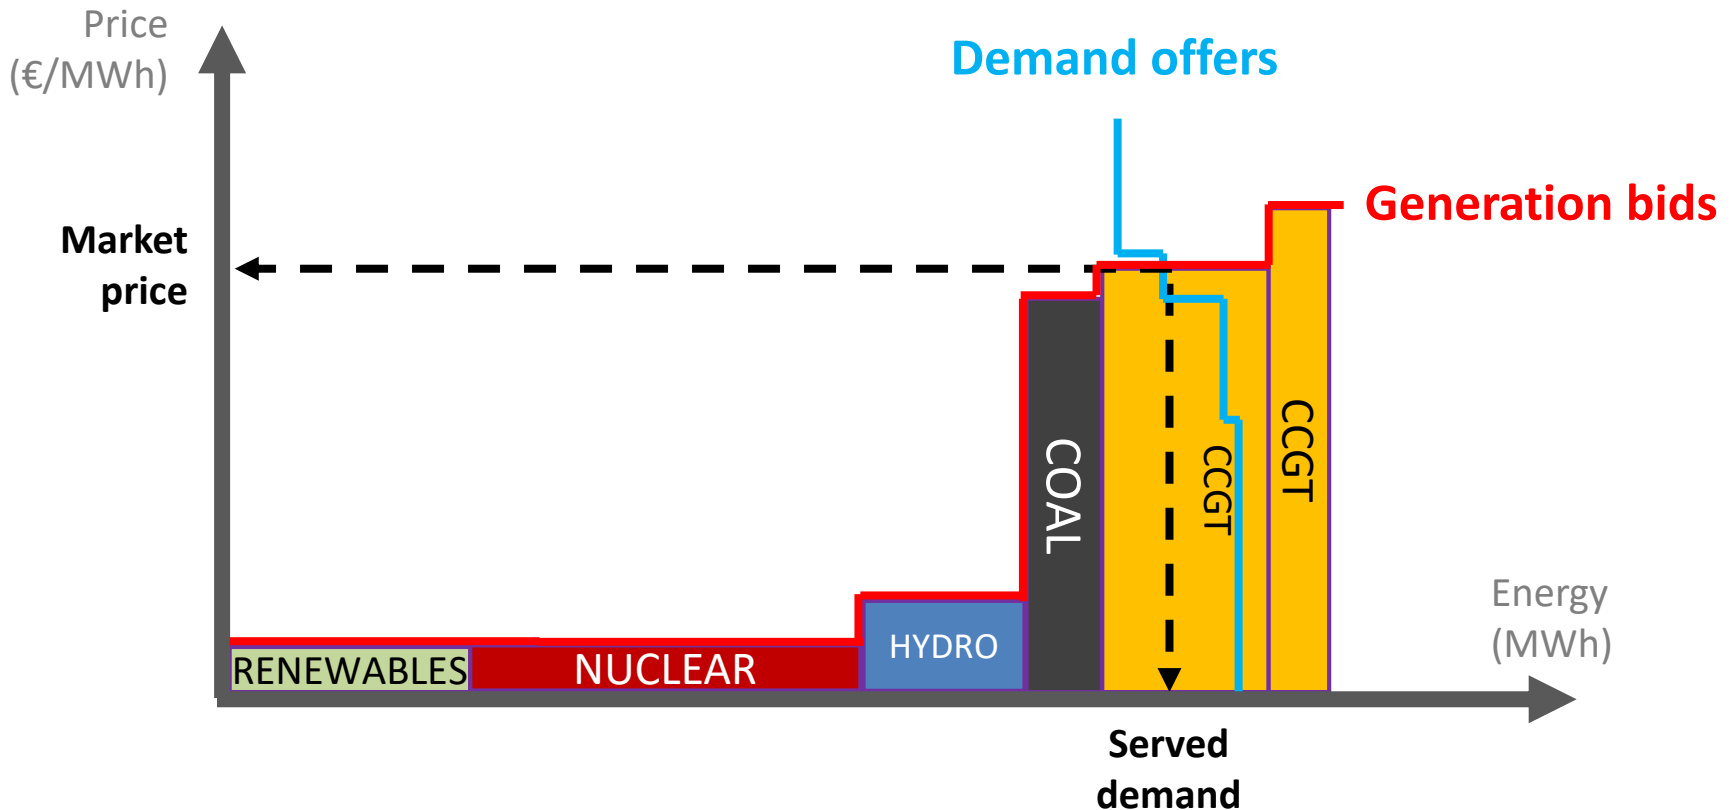 Price
(€/MWh)
Demand offers
Generation bids
Market
price
COAL
CCGT
CCGT
Energy
(MWh)
HYDRO
RENEWABLES
NUCLEAR
Served
demand